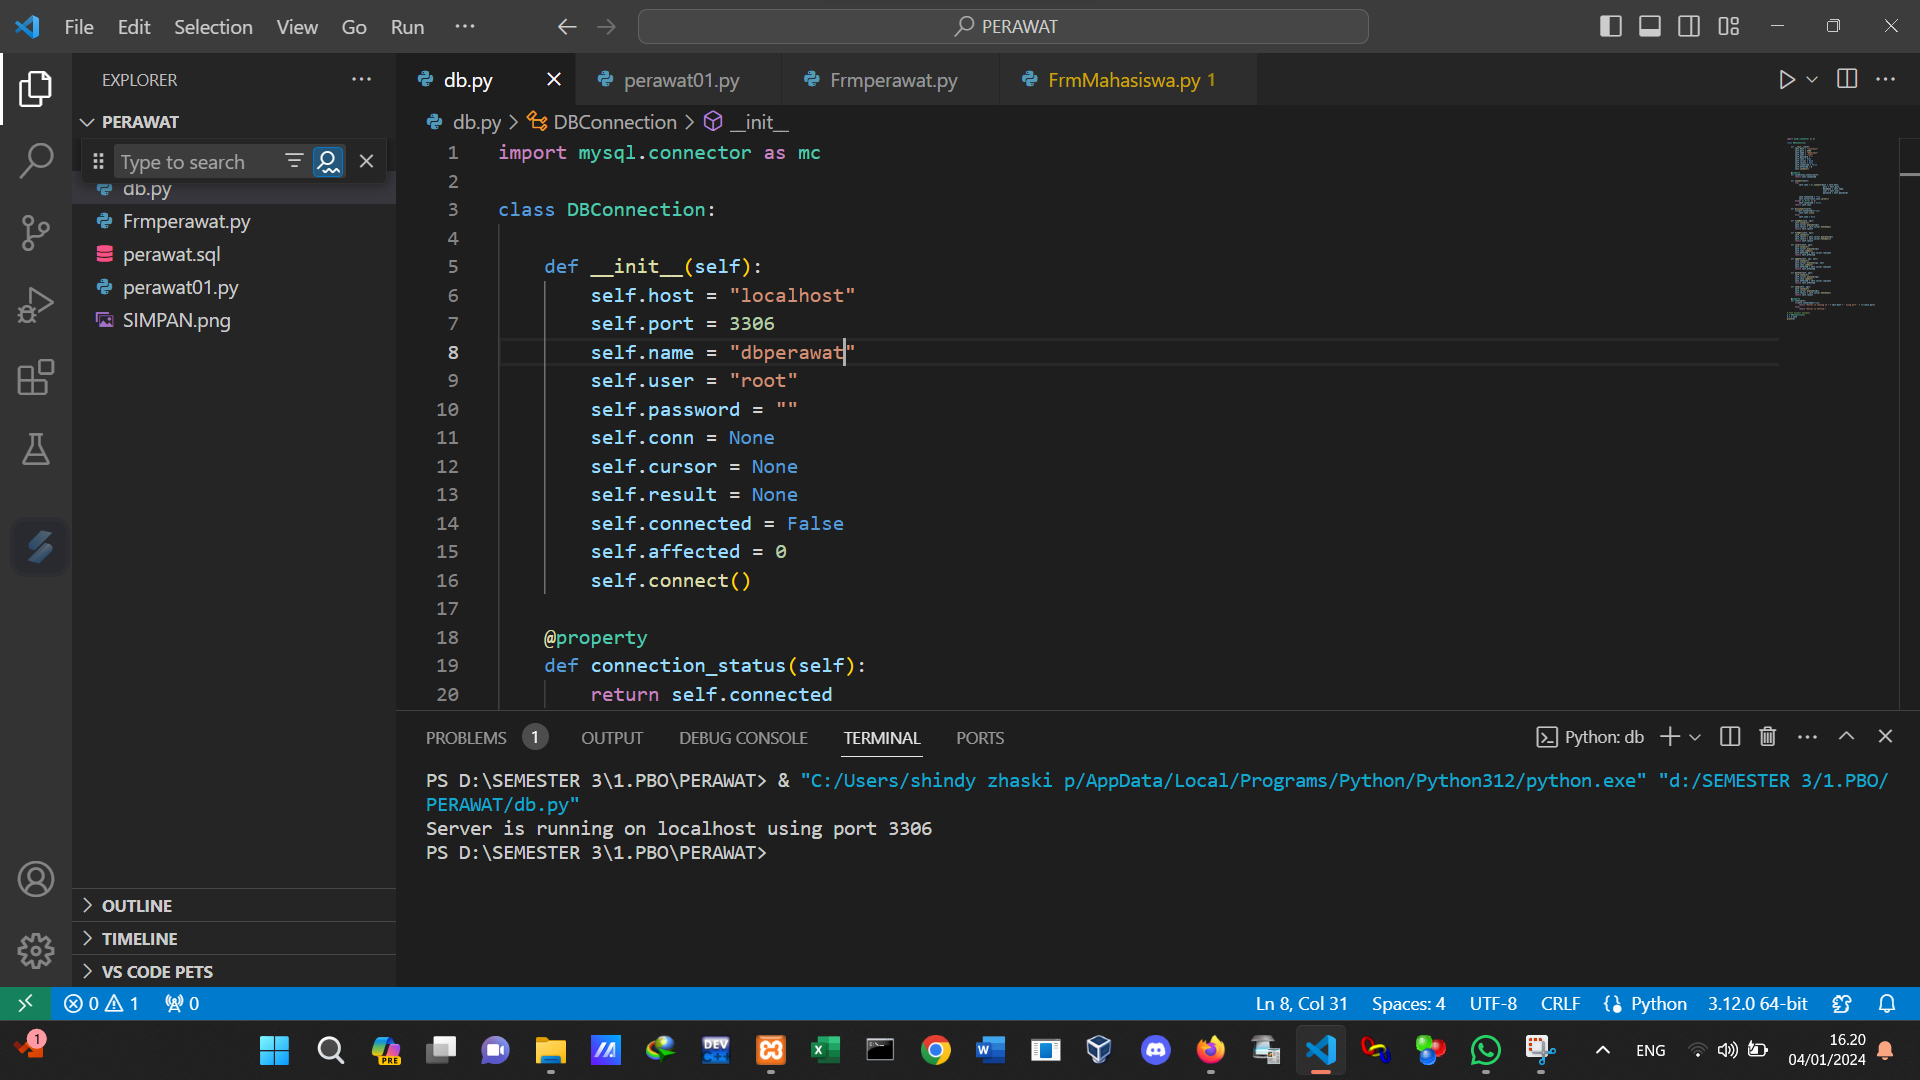 File Edit Selection View Go Run ···
PERAWAT
EXPLORER
PERAWAT
Type to search
db.py
Frmperawat.py
perawat.sql
perawat01.py
SIMPAN.png
OUTLINE
TIMELINE
VS CODE PETS
db.py perawat01.py Frmperawat.py FrmMahasiswa.py 1
db.py > DBConnection > __init__
1 import mysql.connector as mc
2
3 class DBConnection:
4
5     def __init__(self):
6         self.host = "localhost"
7         self.port = 3306
8         self.name = "dbperawat"
9         self.user = "root"
10         self.password = ""
11         self.conn = None
12         self.cursor = None
13         self.result = None
14         self.connected = False
15         self.affected = 0
16         self.connect()
17
18     @property
19     def connection_status(self):
20         return self.connected
PROBLEMS 1 OUTPUT DEBUG CONSOLE TERMINAL PORTS
Python: db
PS D:\SEMESTER 3\1.PBO\PERAWAT> & "C:/Users/shindy zhaski p/AppData/Local/Programs/Python/Python312/python.exe" "d:/SEMESTER 3/1.PBO/
PERAWAT/db.py"
Server is running on localhost using port 3306
PS D:\SEMESTER 3\1.PBO\PERAWAT>
0 1 0
Ln 8, Col 31 Spaces: 4 UTF-8 CRLF Python 3.12.0 64-bit
1
PRE
DEV
C++
ENG
16.20
04/01/2024